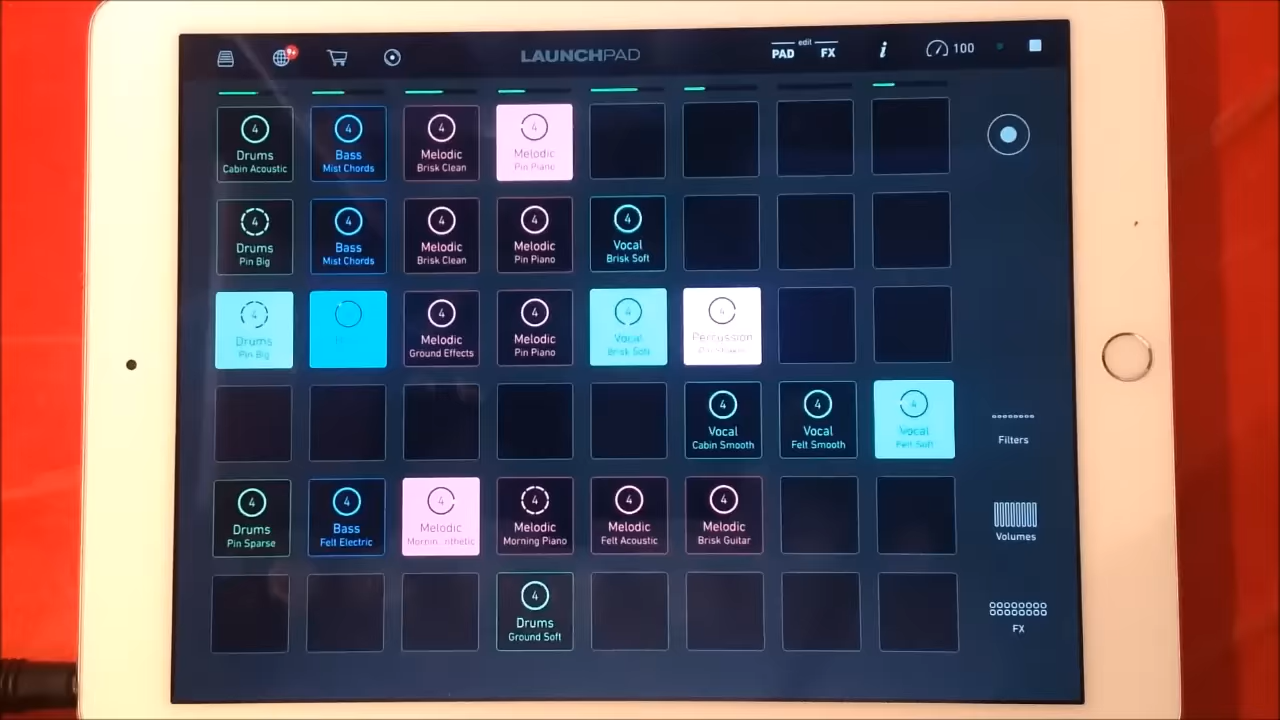 9+
LAUNCHPAD
edit
PAD FX
i
100
4 4 4 4
Drums Bass Melodic Melodic
Cabin Acoustic Mist Chords Brisk Clean Pin Piano
4 4 4 4 4
Drums Bass Melodic Melodic Vocal
Pin Big Mist Chords Brisk Clean Pin Piano Brisk Soft
4 4 4 4 4
Drums Melodic Melodic Vocal Percussion
Pin Big Ground Effects Pin Piano Brisk Soft
4 4 4
Vocal Vocal Vocal
Cabin Smooth Felt Smooth Felt Soft
Filters
4 4 4 4 4 4
Drums Bass Melodic Melodic Melodic Melodic
Pin Sparse Felt Electric Mornin...nthetic Morning Piano Felt Acoustic Brisk Guitar
Volumes
4
Drums
Ground Soft
FX